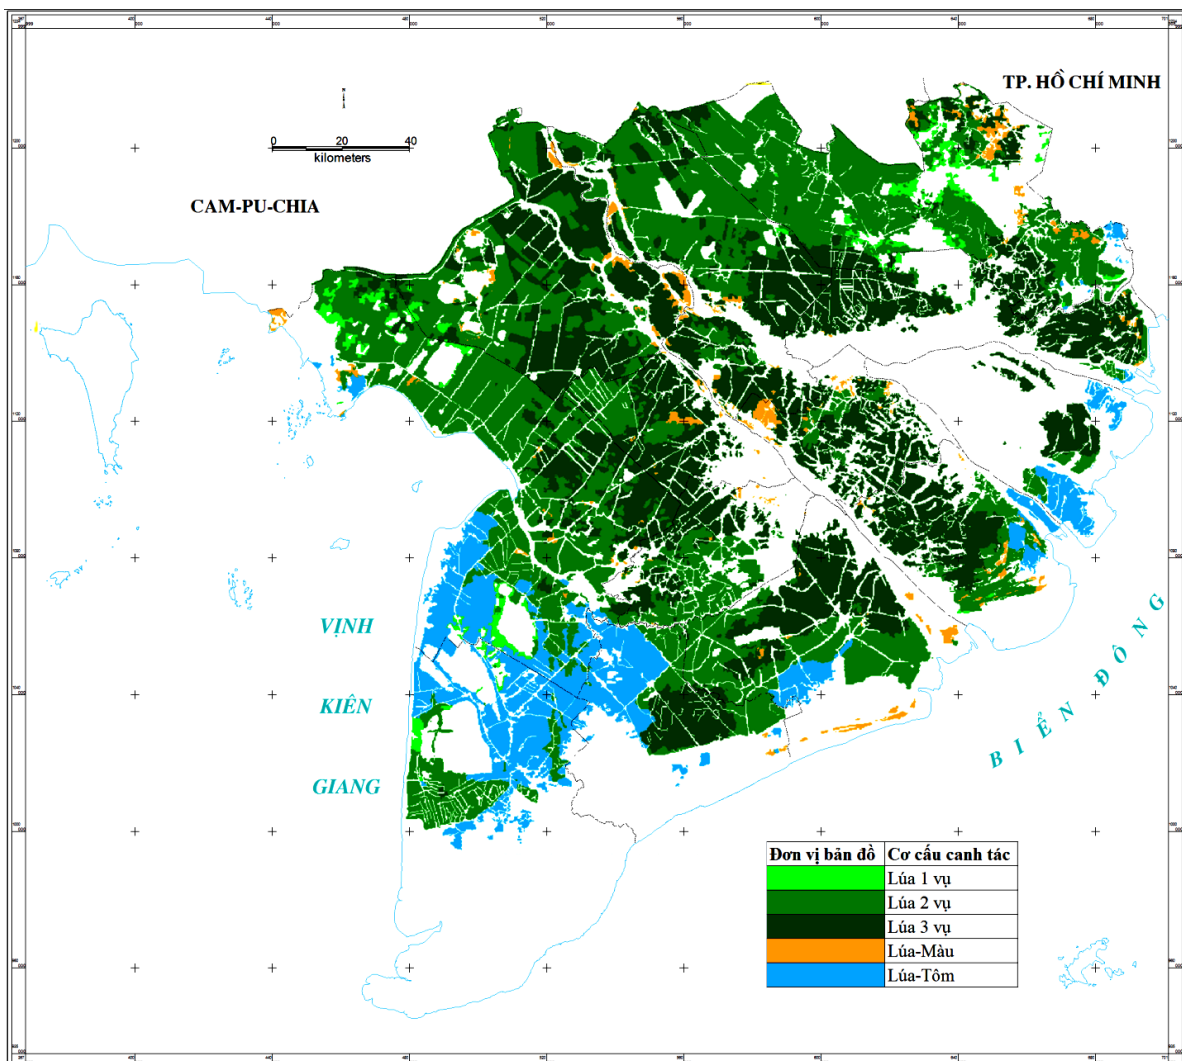 TP. HỒ CHÍ MINH
0 20 40
kilometers
CAM-PU-CHIA
VỊNH
KIÊN
GIANG
BIỂN ĐÔNG
Đơn vị bản đồ Cơ cấu canh tác
Lúa 1 vụ
Lúa 2 vụ
Lúa 3 vụ
Lúa-Màu
Lúa-Tôm